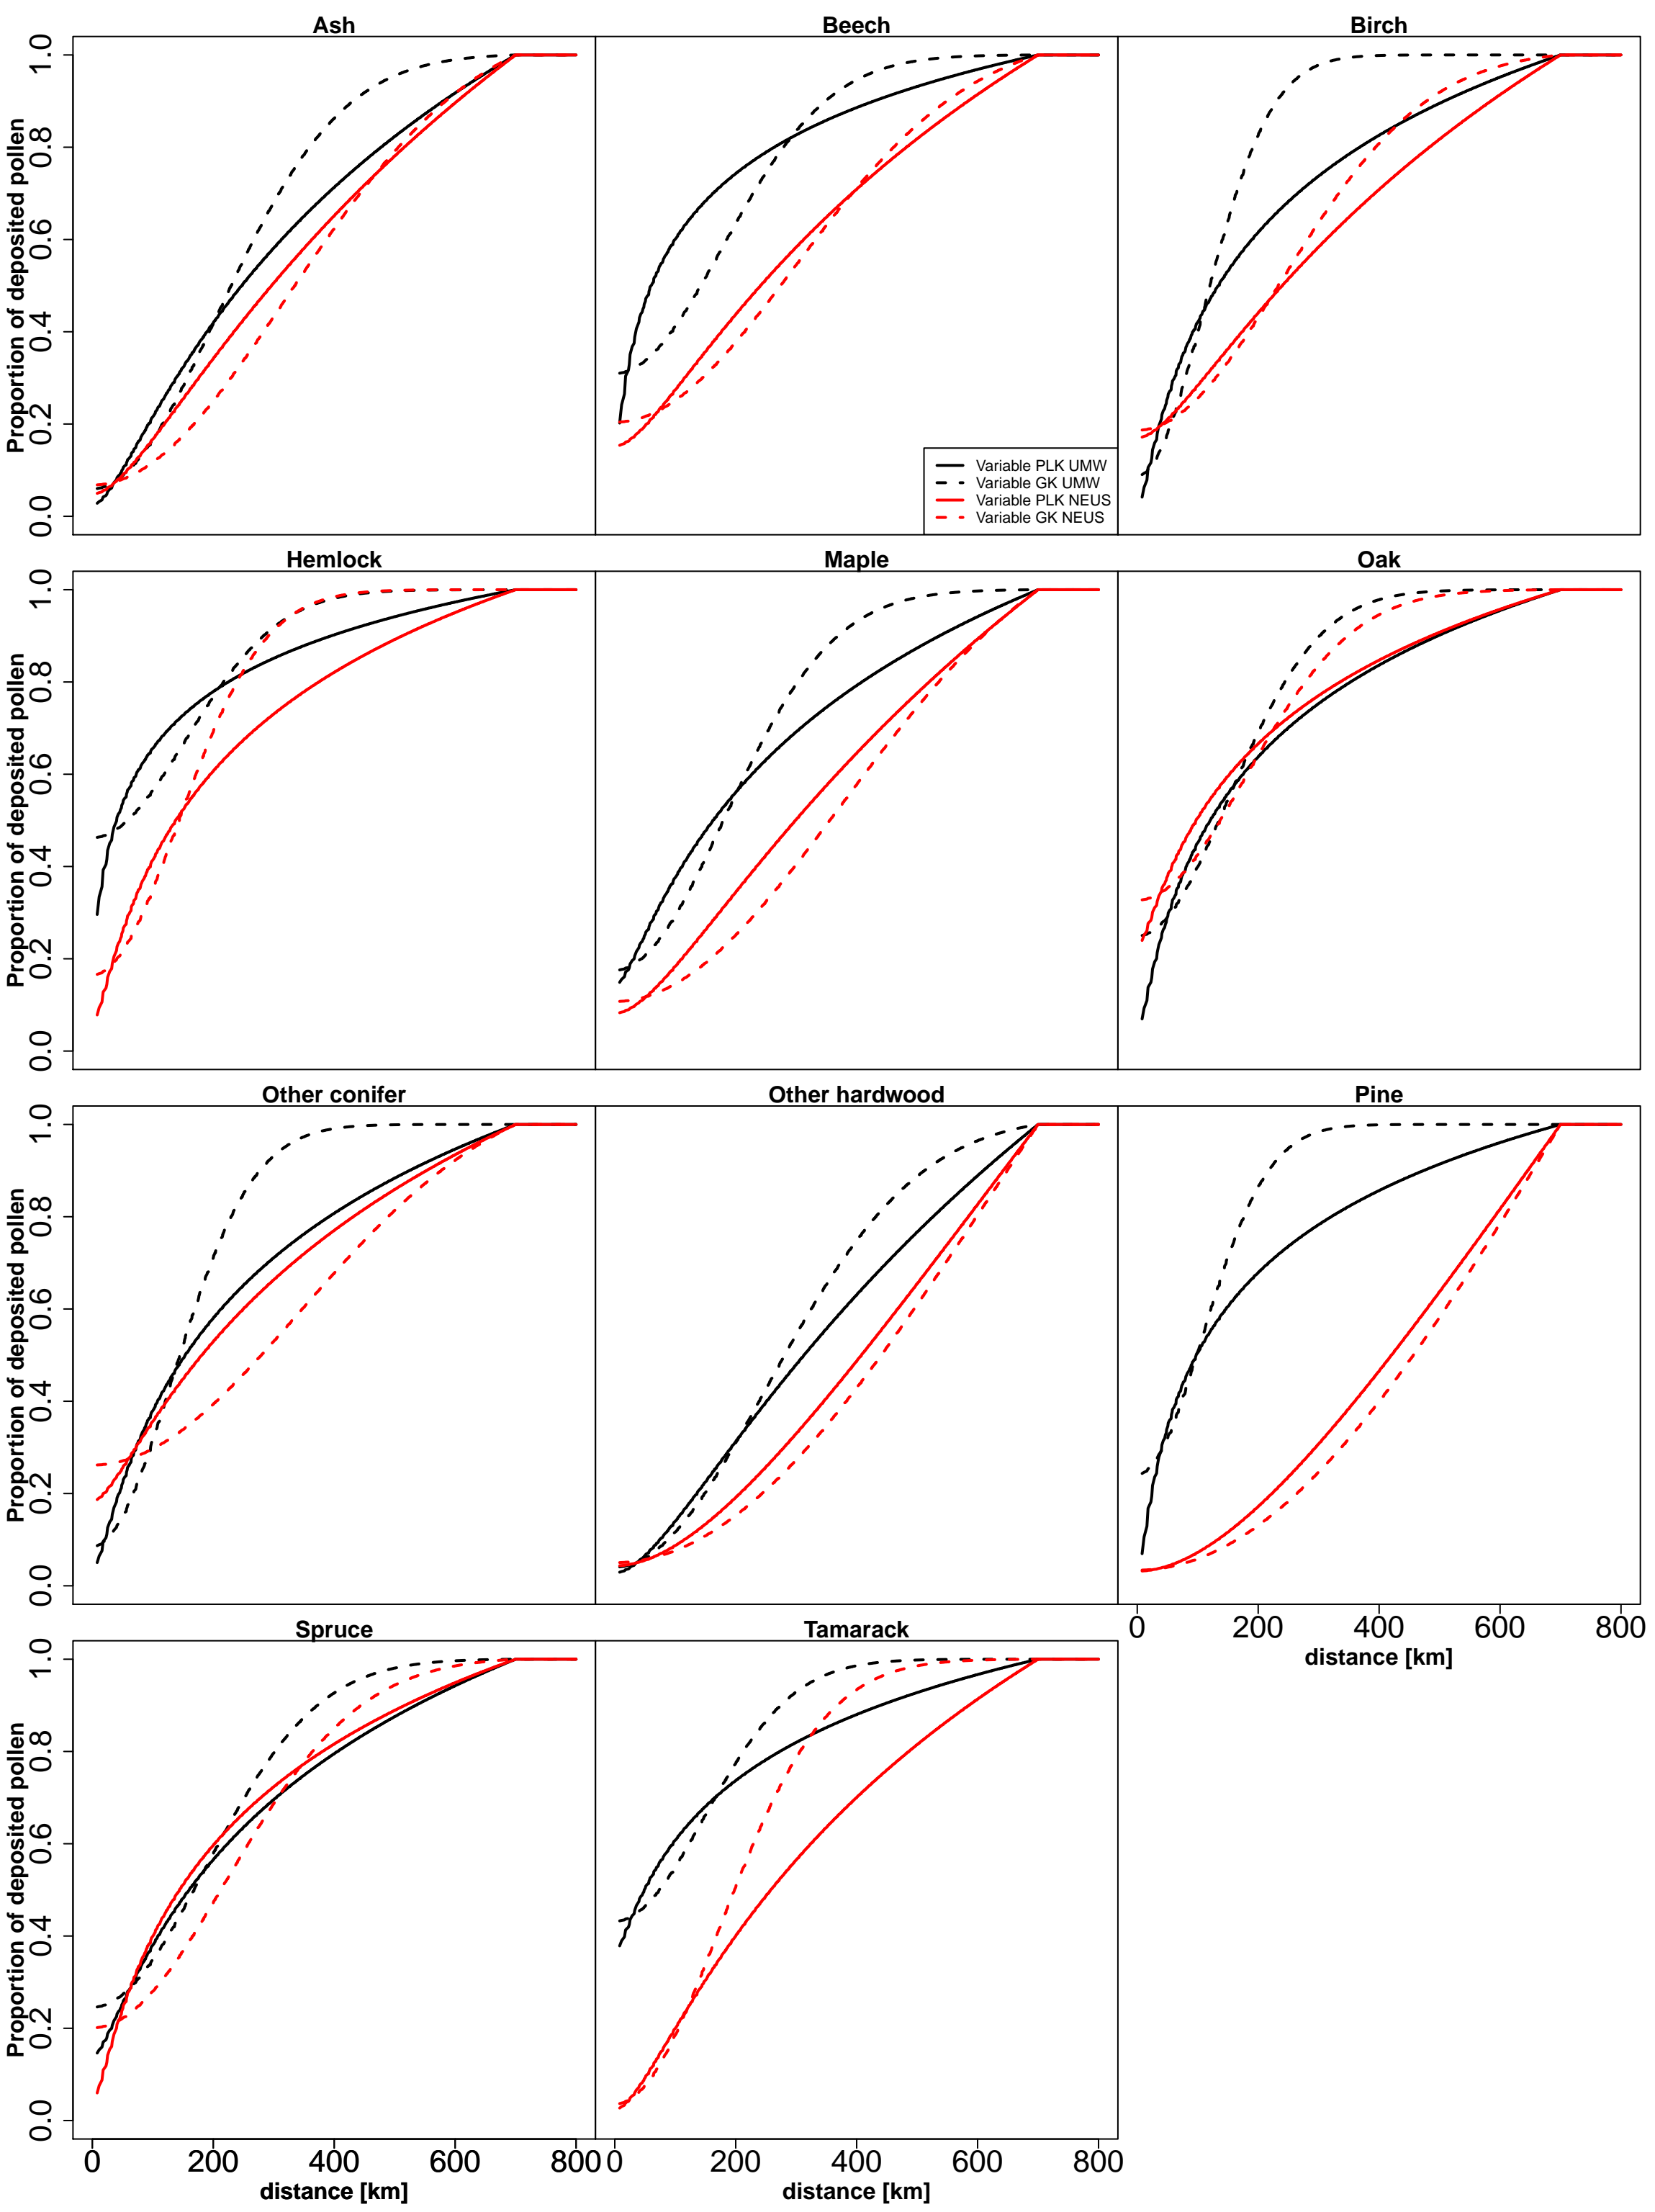 Ash Beech Birch
Proportion of deposited pollen
0.0 0.2 0.4 0.6 0.8 1.0
Variable PLK UMW
Variable GK UMW
Variable PLK NEUS
Variable GK NEUS
Hemlock Maple Oak
Proportion of deposited pollen
0.0 0.2 0.4 0.6 0.8 1.0
Other conifer Other hardwood Pine
Proportion of deposited pollen
0.0 0.2 0.4 0.6 0.8 1.0
0 200 400 600 800
distance [km]
Spruce Tamarack
Proportion of deposited pollen
0.0 0.2 0.4 0.6 0.8 1.0
0 200 400 600 800 0 200 400 600 800
distance [km] distance [km]